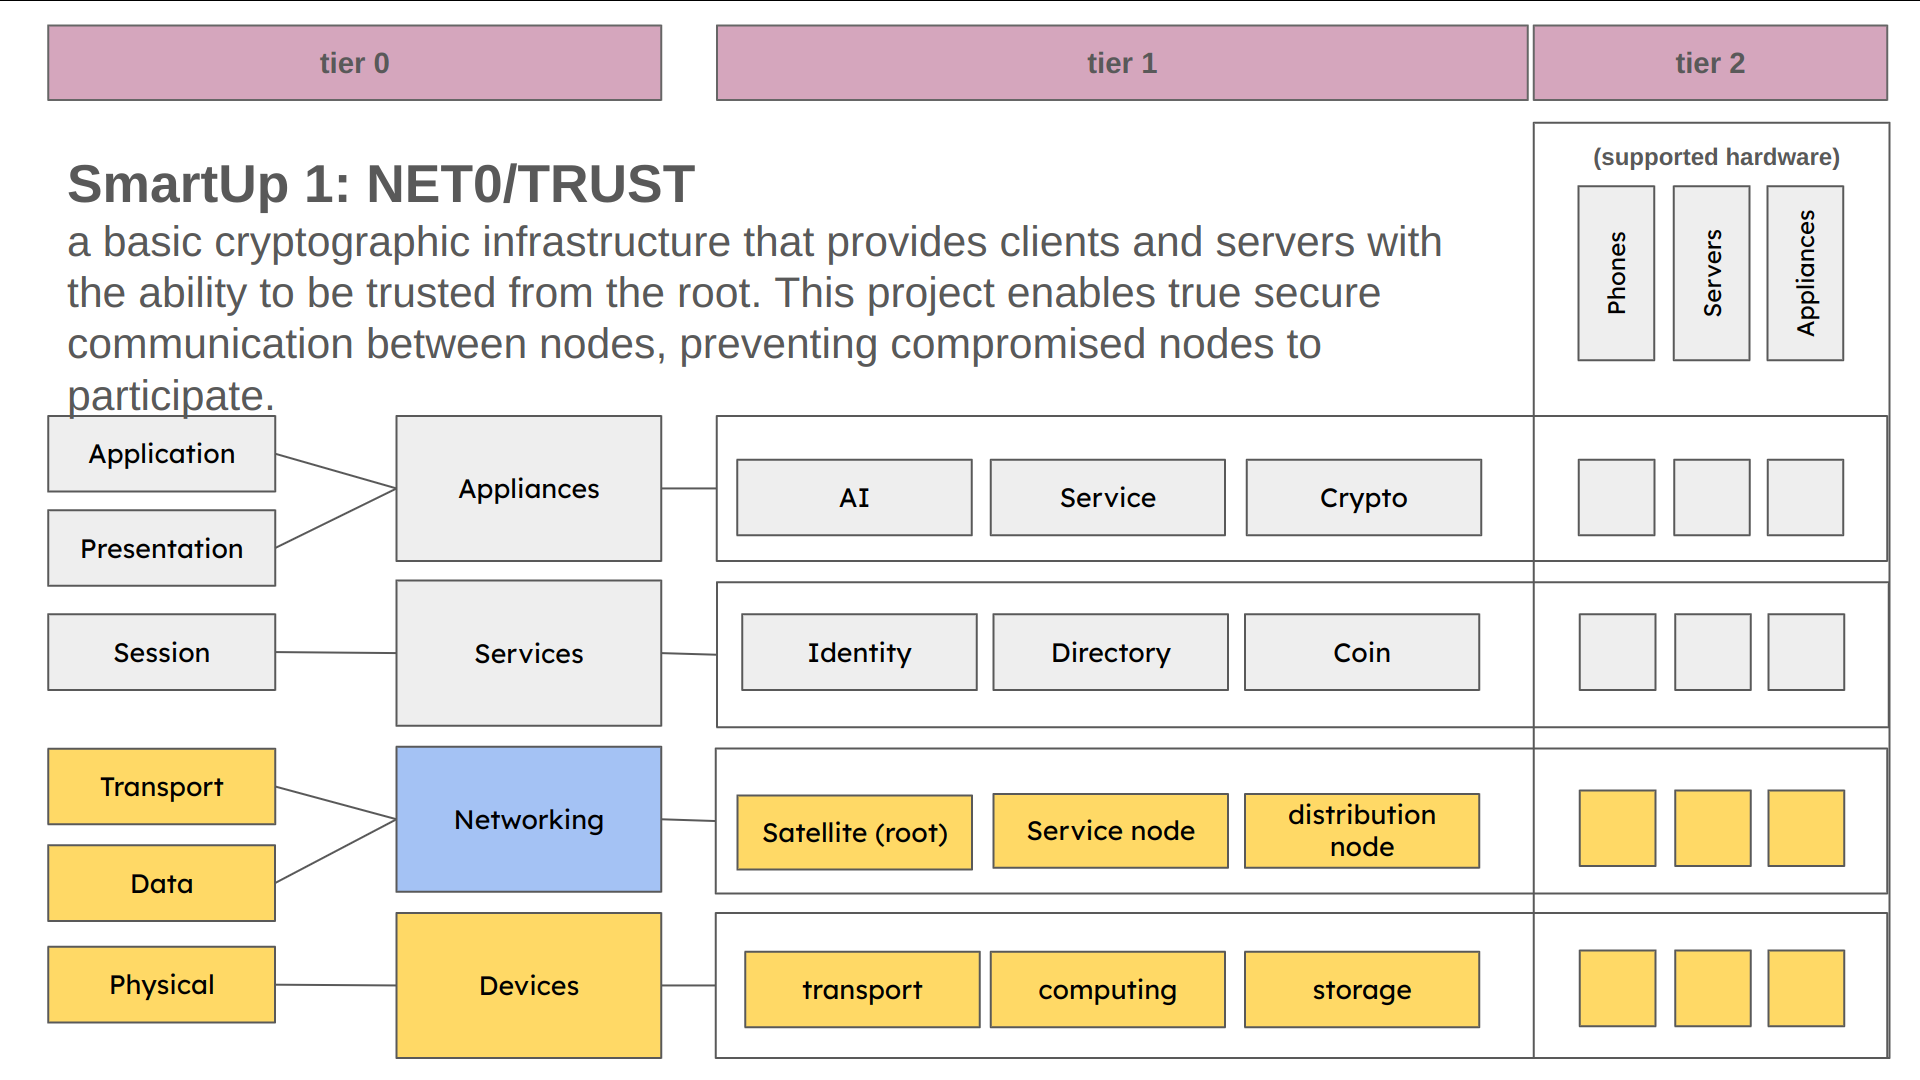 tier 0
tier 1
tier 2
SmartUp 1: NET0/TRUST
a basic cryptographic infrastructure that provides clients and servers with
the ability to be trusted from the root. This project enables true secure
communication between nodes, preventing compromised nodes to
participate.
(supported hardware)
Phones
Servers
Appliances
Application
Presentation
Appliances
AI
Service
Crypto
Session
Services
Identity
Directory
Coin
Transport
Data
Networking
Satellite (root)
Service node
distribution
node
Physical
Devices
transport
computing
storage